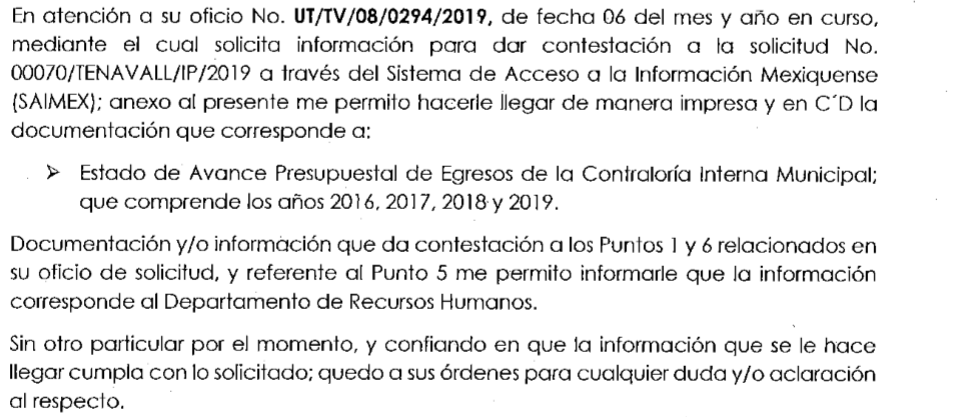 En atención a su oficio No. UT/TV/08/0294/2019, de fecha 06 del mes y año en curso,
mediante el cual solicita información para dar contestación a la solicitud No.
00070/TENAVALL/IP/2019 a través del Sistema de Acceso a la Información Mexiquense
(SAIMEX); anexo al presente me permito hacerle llegar de manera impresa y en C´D la
documentación que corresponde a:
➢ Estado de Avance Presupuestal de Egresos de la Contraloría Interna Municipal;
que comprende los años 2016, 2017, 2018 y 2019.
Documentación y/o información que da contestación a los Puntos 1 y 6 relacionados en
su oficio de solicitud, y referente al Punto 5 me permito informarle que la información
corresponde al Departamento de Recursos Humanos.
Sin otro particular por el momento, y confiando en que la información que se le hace
llegar cumpla con lo solicitado; quedo a sus órdenes para cualquier duda y/o aclaración
al respecto.